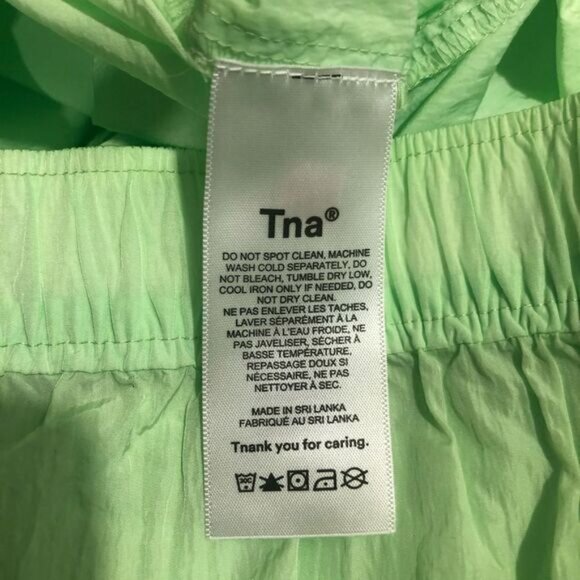 Tna®
DO NOT SPOT CLEAN, MACHINE
WASH COLD SEPARATELY, DO
NOT BLEACH, TUMBLE DRY LOW,
COOL IRON ONLY IF NEEDED, DO
NOT DRY CLEAN.
NE PAS ENLEVER LES TACHES,
LAVER SÉPARÉMENT À LA
MACHINE À L'EAU FROIDE, NE
PAS JAVELISER, SÉCHER À
BASSE TEMPÉRATURE,
REPASSAGE DOUX SI
NÉCESSAIRE, NE PAS
NETTOYER À SEC.
MADE IN SRI LANKA
FABRIQUÉ AU SRI LANKA
Tnank you for caring.
30C